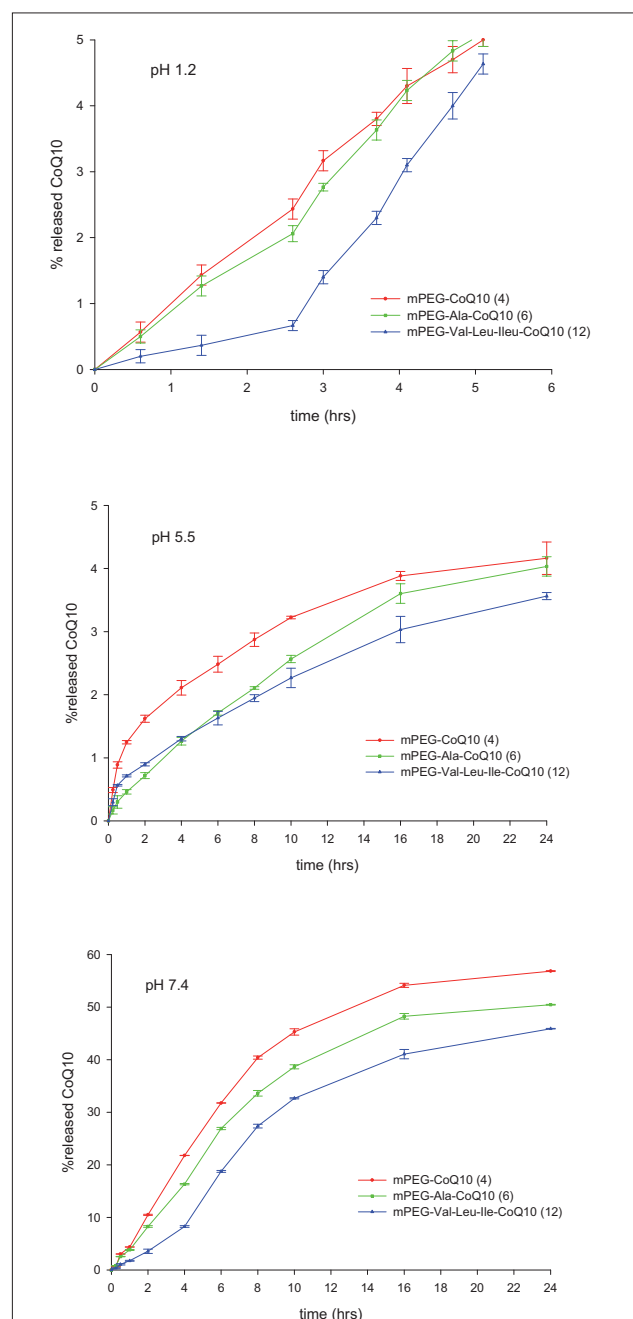 5
4
3
2
1
0
% released CoQ10
pH 1.2
mPEG-CoQ10 (4)
mPEG-Ala-CoQ10 (6)
mPEG-Val-Leu-Ileu-CoQ10 (12)
0 1 2 3 4 5 6
time (hrs)
5
4
3
2
1
0
%released CoQ10
pH 5.5
mPEG-CoQ10 (4)
mPEG-Ala-CoQ10 (6)
mPEG-Val-Leu-Ile-CoQ10 (12)
0 2 4 6 8 10 12 14 16 18 20 22 24
time (hrs)
60
50
40
30
20
10
0
%released CoQ10
pH 7.4
mPEG-CoQ10 (4)
mPEG-Ala-CoQ10 (6)
mPEG-Val-Leu-Ile-CoQ10 (12)
0 2 4 6 8 10 12 14 16 18 20 22 24
time (hrs)